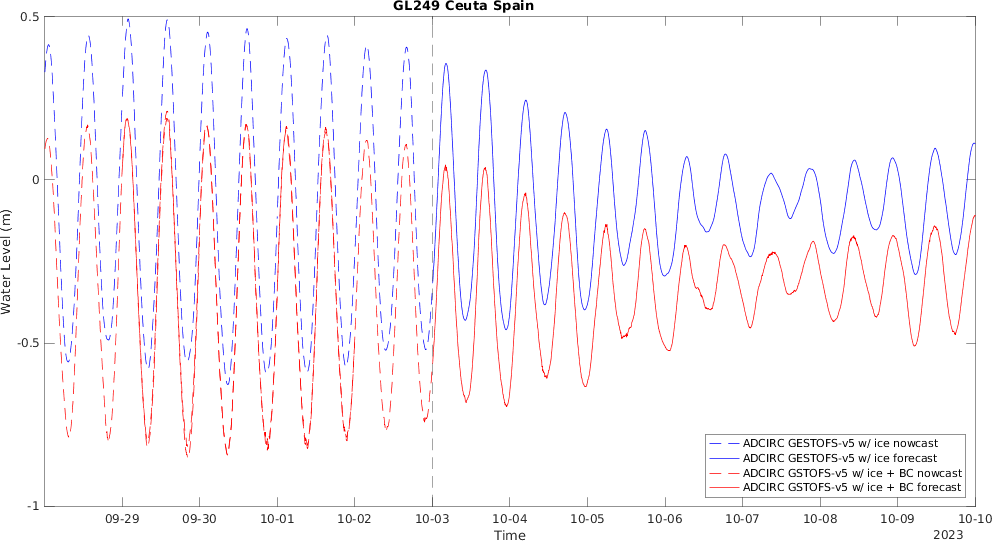 GL249 Ceuta Spain
0.5
0
-0.5
-1
Water Level (m)
09-29 09-30 10-01 10-02 10-03 10-04 10-05 10-06 10-07 10-08 10-09 10-10
Time
2023
ADCIRC GESTOFS-v5 w/ ice nowcast
ADCIRC GESTOFS-v5 w/ ice forecast
ADCIRC GSTOFS-v5 w/ ice + BC nowcast
ADCIRC GSTOFS-v5 w/ ice + BC forecast